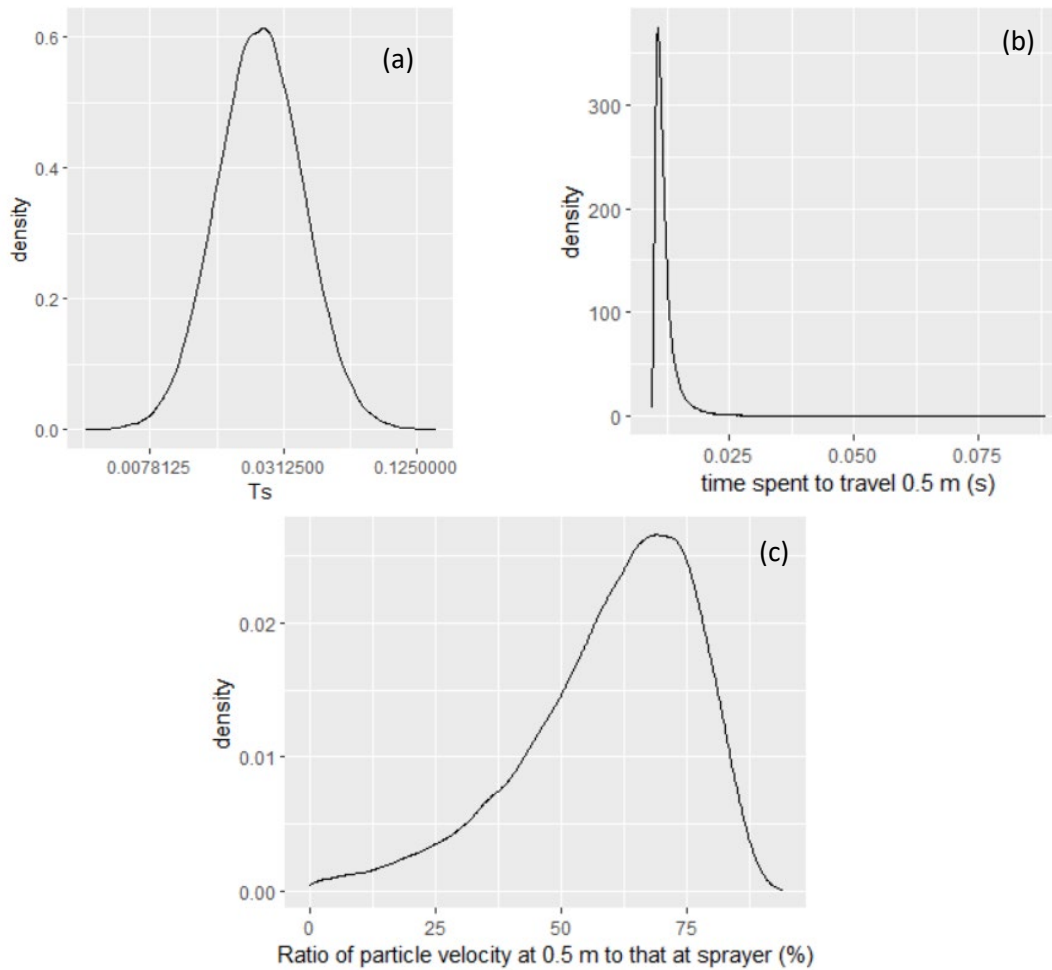 (a)
0.6
0.4
0.2
0.0
density
0.0078125 0.0312500 0.1250000
Ts
(b)
300
200
100
0
density
0.025 0.050 0.075
time spent to travel 0.5 m (s)
(c)
0.02
0.01
0.00
density
0 25 50 75
Ratio of particle velocity at 0.5 m to that at sprayer (%)